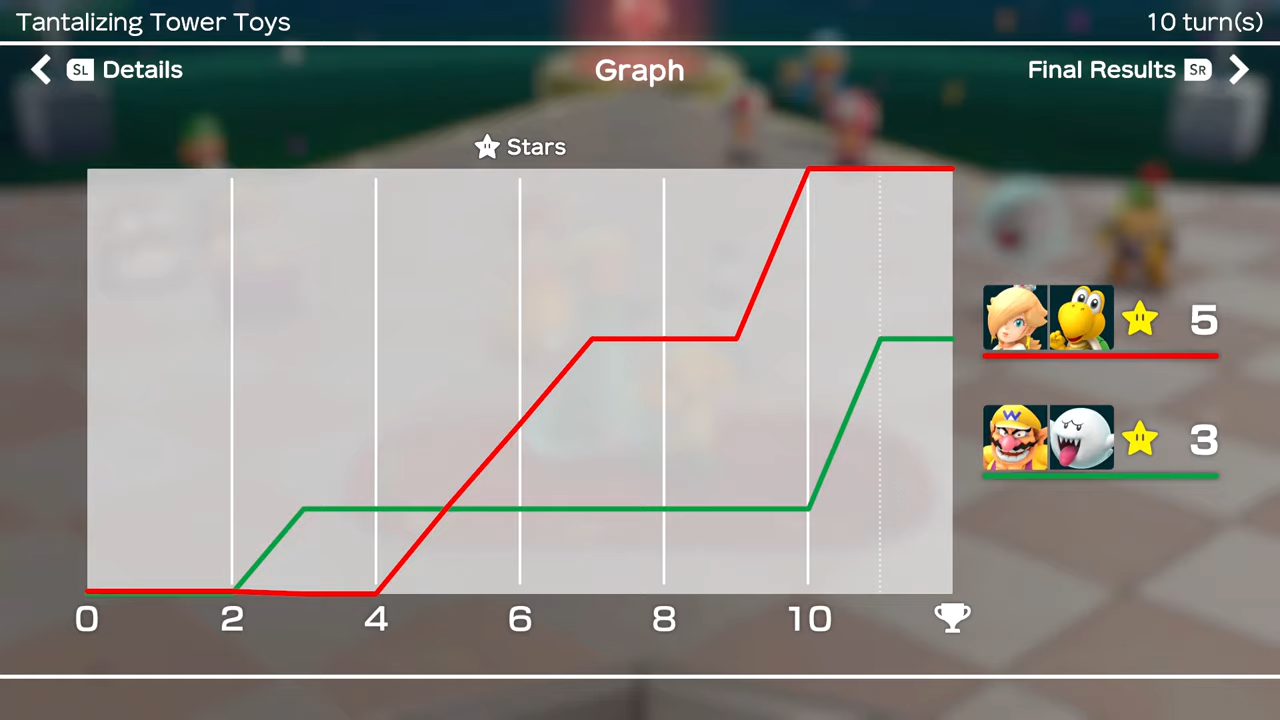 Tantalizing Tower Toys 10 turn(s)
SL Details Graph Final Results SR
Stars
5
W
3
0 2 4 6 8 10